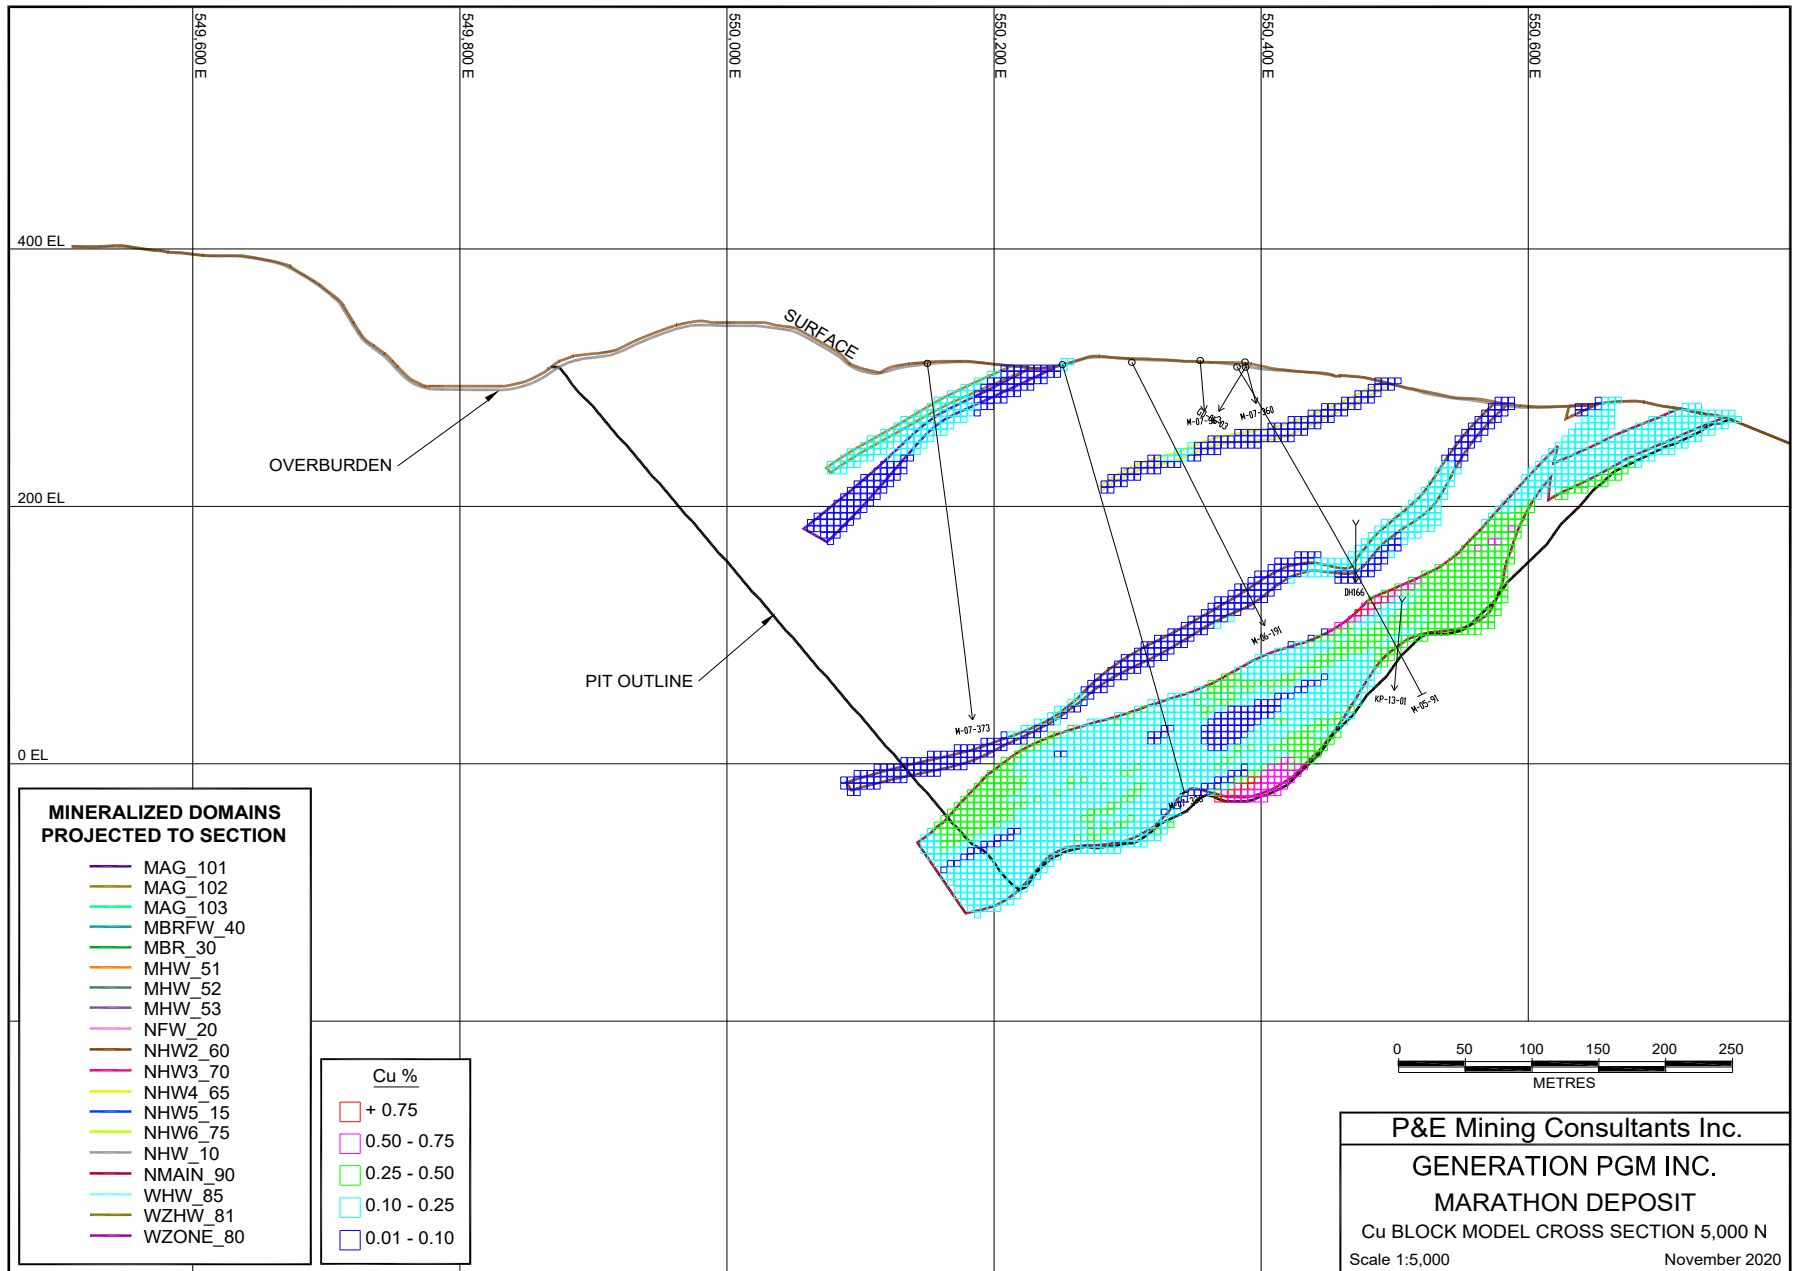 549,600 E
549,800 E
550,000 E
550,200 E
550,400 E
550,600 E
400 EL
200 EL
0 EL
SURFACE
OVERBURDEN
PIT OUTLINE
M-07-360
DH166
M-06-191
KP-13-01
M-05-91
M-07-373
MINERALIZED DOMAINS
PROJECTED TO SECTION
MAG_101
MAG_102
MAG_103
MBRFW_40
MBR_30
MHW_51
MHW_52
MHW_53
NFW_20
NHW2_60
NHW3_70
NHW4_65
NHW5_15
NHW6_75
NHW_10
NMAIN_90
WHW_85
WZHW_81
WZONE_80
Cu %
+ 0.75
0.50 - 0.75
0.25 - 0.50
0.10 - 0.25
0.01 - 0.10
0 50 100 150 200 250
METRES
P&E Mining Consultants Inc.
GENERATION PGM INC.
MARATHON DEPOSIT
Cu BLOCK MODEL CROSS SECTION 5,000 N
Scale 1:5,000 November 2020